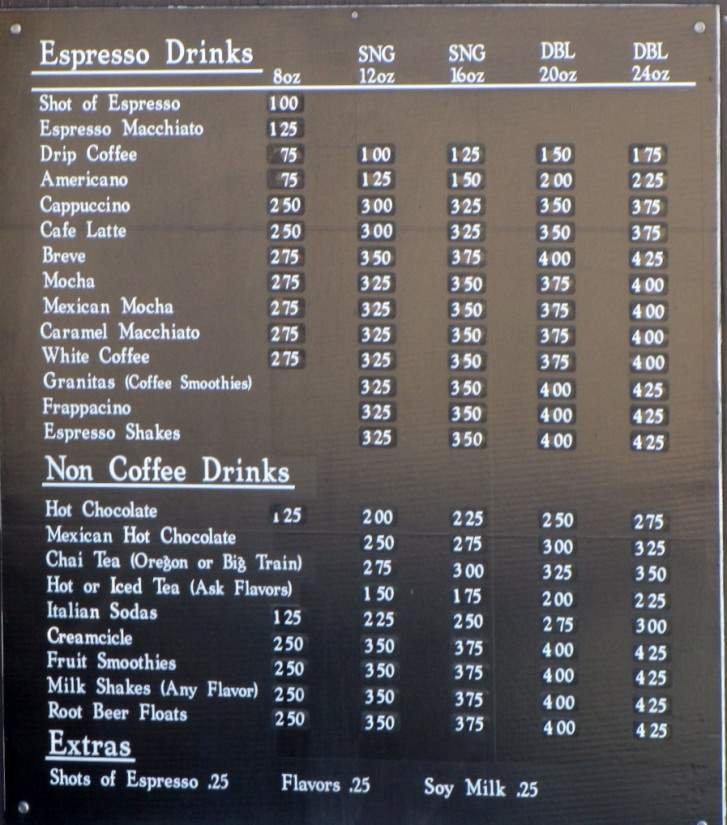 Espresso Drinks 8oz SNG 12oz SNG 16oz DBL 20oz DBL 24oz
Shot of Espresso 100
Espresso Macchiato 125
Drip Coffee 75 100 125 150 175
Americano 75 125 150 200 225
Cappuccino 250 300 325 350 375
Cafe Latte 250 300 325 350 375
Breve 275 350 375 400 425
Mocha 275 325 350 375 400
Mexican Mocha 275 325 350 375 400
Caramel Macchiato 275 325 350 375 400
White Coffee 275 325 350 375 400
Granitas (Coffee Smoothies) 325 350 400 425
Frappacino 325 350 400 425
Espresso Shakes 325 350 400 425
Non Coffee Drinks
Hot Chocolate 125 200 225 250 275
Mexican Hot Chocolate 250 275 300 325
Chai Tea (Oregon or Big Train) 275 300 325 350
Hot or Iced Tea (Ask Flavors) 150 175 200 225
Italian Sodas 125 225 250 275 300
Creamcicle 250 350 375 400 425
Fruit Smoothies 250 350 375 400 425
Milk Shakes (Any Flavor) 250 350 375 400 425
Root Beer Floats 250 350 375 400 425
Extras
Shots of Espresso .25 Flavors .25 Soy Milk .25